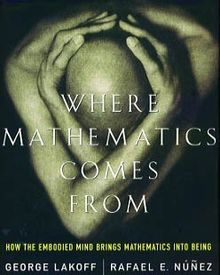 WHERE
MATHEMATICS
COMES
FROM
HOW THE EMBODIED MIND BRINGS MATHEMATICS INTO BEING
GEORGE LAKOFF | RAFAEL E. NÚÑEZ